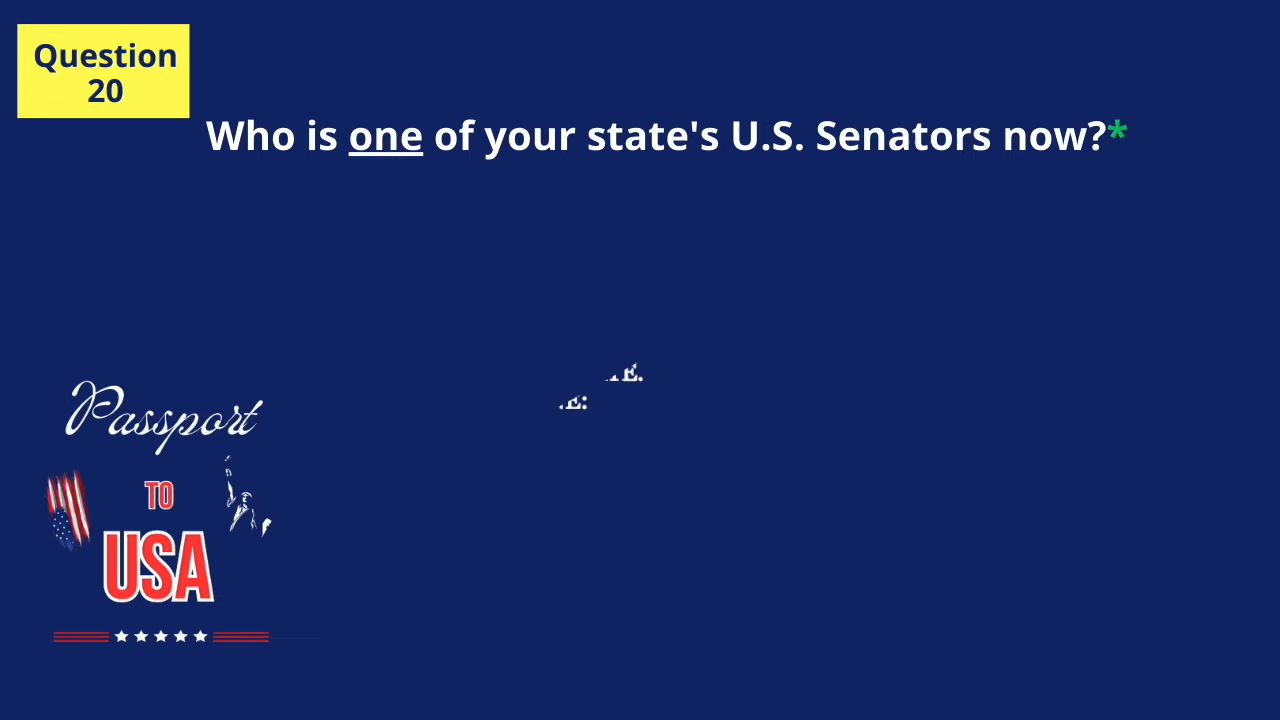 Question
20
Who is one of your state's U.S. Senators now?*
Passport
TO
USA